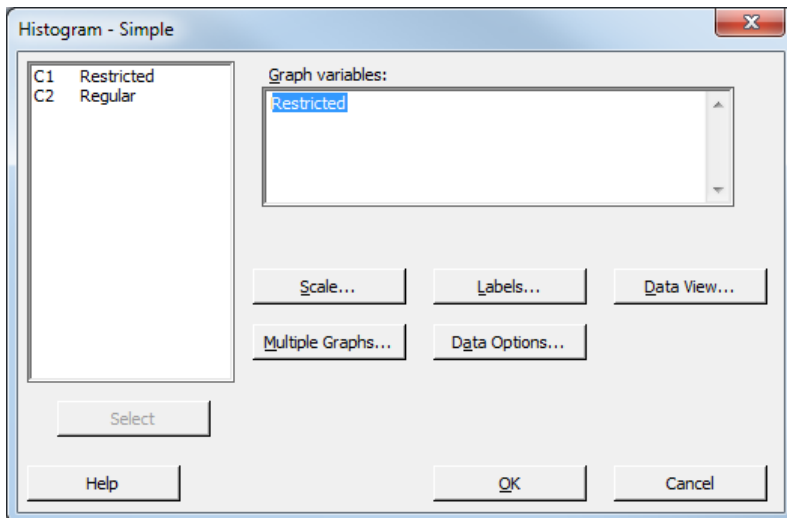 Histogram - Simple
C1 Restricted
C2 Regular
Graph variables:
Restricted
Scale...
Labels...
Data View...
Multiple Graphs...
Data Options...
Select
Help
OK
Cancel